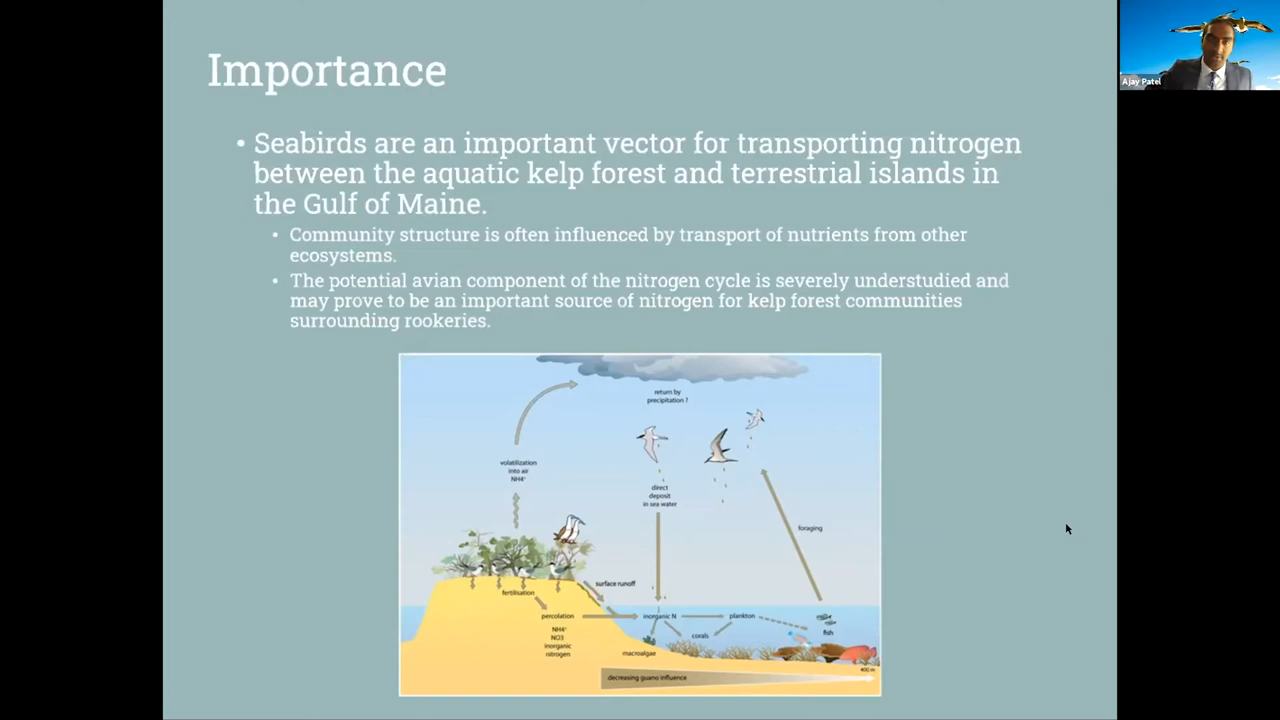 Importance
• Seabirds are an important vector for transporting nitrogen
between the aquatic kelp forest and terrestrial islands in
the Gulf of Maine.
• Community structure is often influenced by transport of nutrients from other
ecosystems.
• The potential avian component of the nitrogen cycle is severely understudied and
may prove to be an important source of nitrogen for kelp forest communities
surrounding rookeries.
return by
precipitation ?
volatilization
into air
NH4⁺
direct
deposit
in sea water
foraging
surface runoff
fertilisation
percolation
inorganic N
plankton
fish
NH4⁺
NO3
inorganic
nitrogen
corals
macroalgae
400 m
decreasing guano influence
Ajay Patel